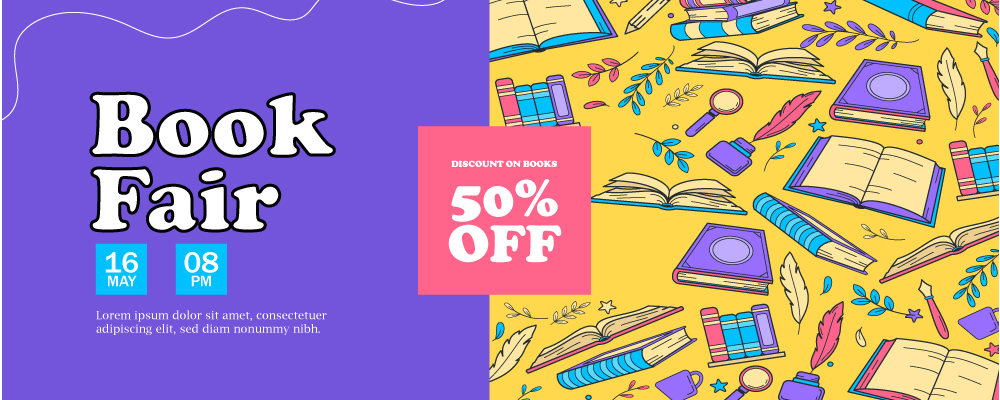 Book
Fair
16
MAY
08
PM
Lorem ipsum dolor sit amet, consectetuer
adipiscing elit, sed diam nonummy nibh.
DISCOUNT ON BOOKS
50%
OFF